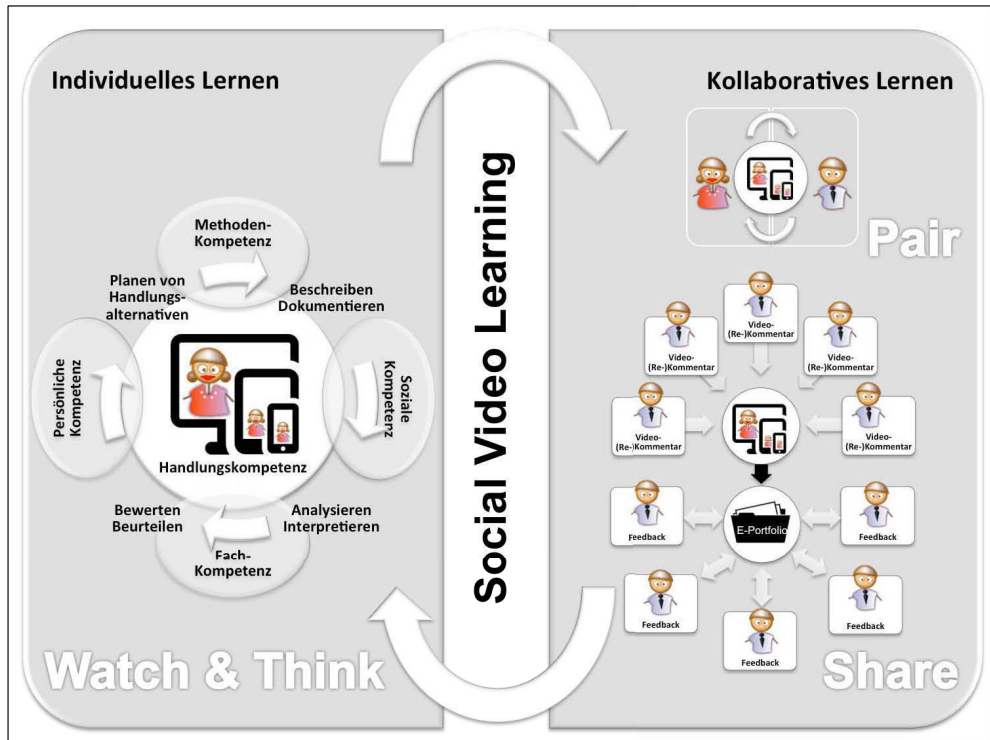 Individuelles Lernen
Methoden-
Kompetenz
Planen von
Handlungs-
alternativen
Beschreiben
Dokumentieren
Persönliche
Kompetenz
Soziale
Kompetenz
Handlungskompetenz
Bewerten
Beurteilen
Analysieren
Interpretieren
Fach-
Kompetenz
Watch & Think
Social Video Learning
Kollaboratives Lernen
Pair
Video-
(Re-)Kommentar
Video-
(Re-)Kommentar
Video-
(Re-)Kommentar
Video-
(Re-)Kommentar
Video-
(Re-)Kommentar
E-Portfolio
Feedback
Feedback
Feedback
Feedback
Feedback
Share